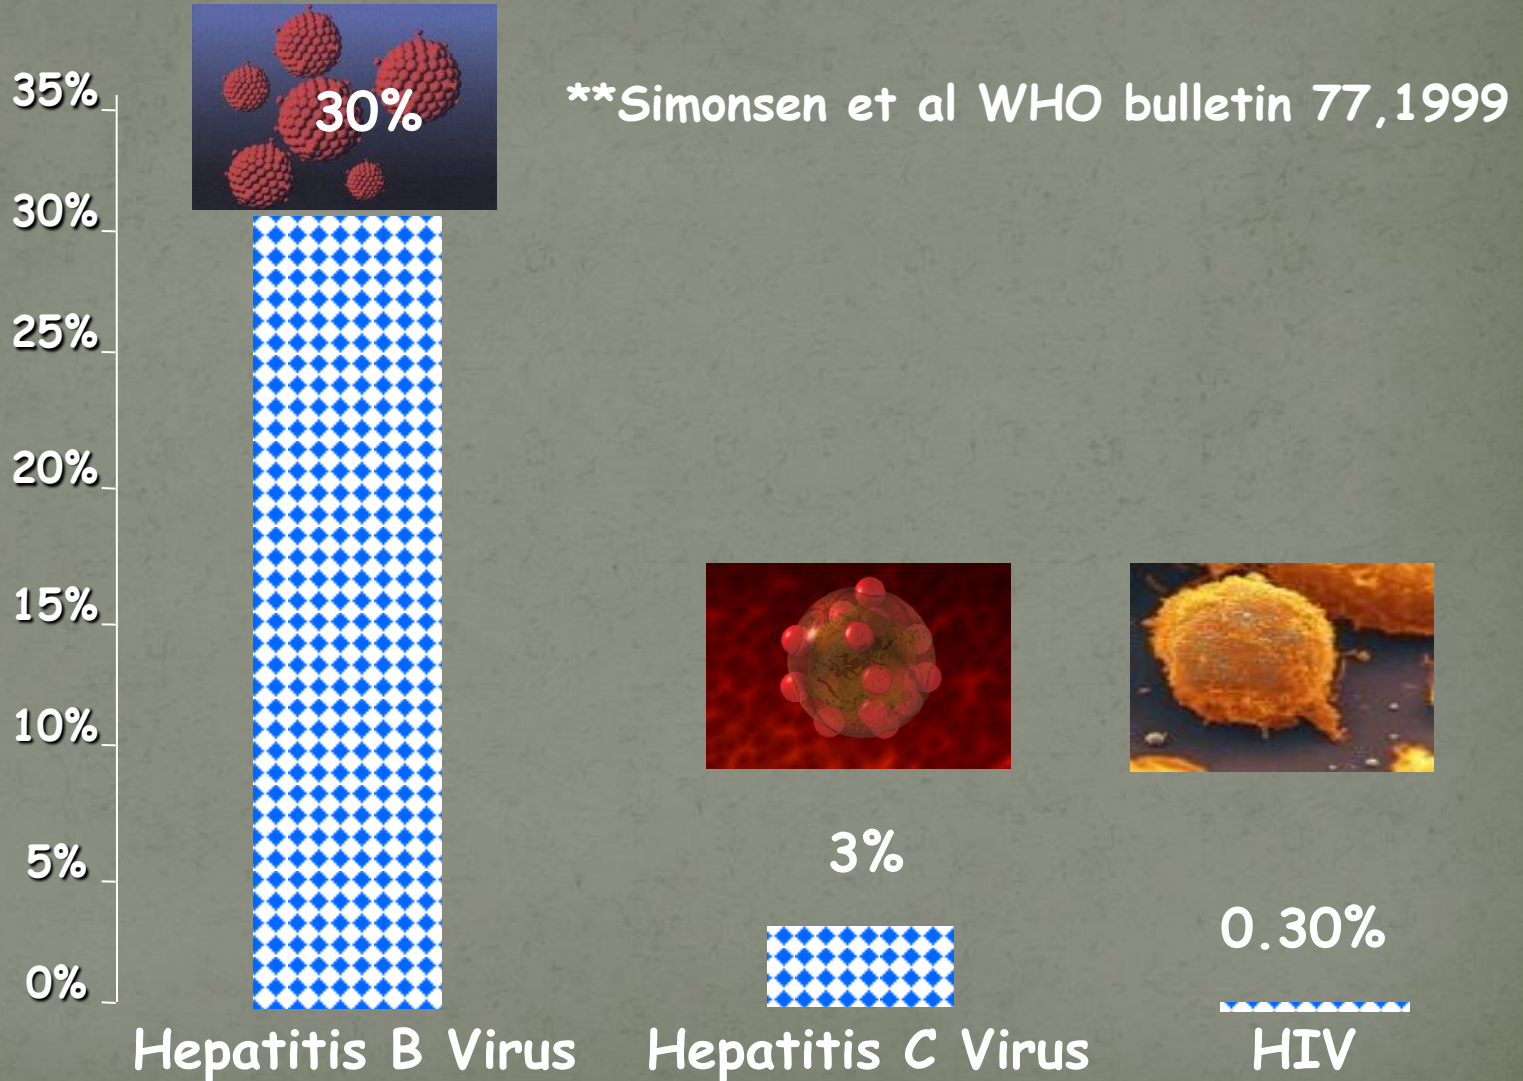 35%
30%
**Simonsen et al WHO bulletin 77,1999
30%
25%
20%
15%
10%
3%
5%
0.30%
0%
Hepatitis B Virus
Hepatitis C Virus
HIV